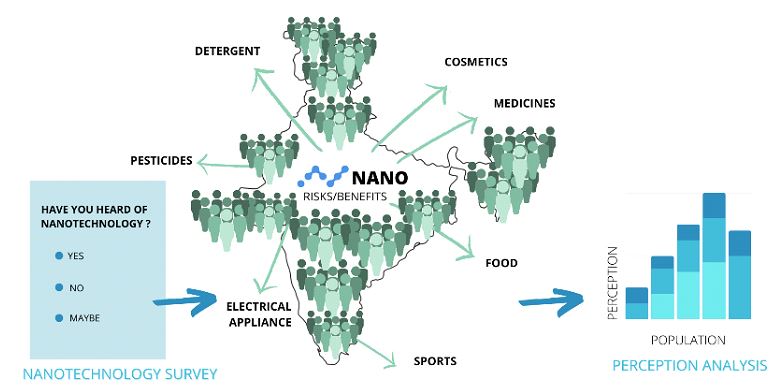 DETERGENT
COSMETICS
MEDICINES
PESTICIDES
NANO
RISKS/BENEFITS
HAVE YOU HEARD OF
NANOTECHNOLOGY ?
YES
NO
MAYBE
NANOTECHNOLOGY SURVEY
ELECTRICAL
APPLIANCE
FOOD
SPORTS
PERCEPTION
POPULATION
PERCEPTION ANALYSIS